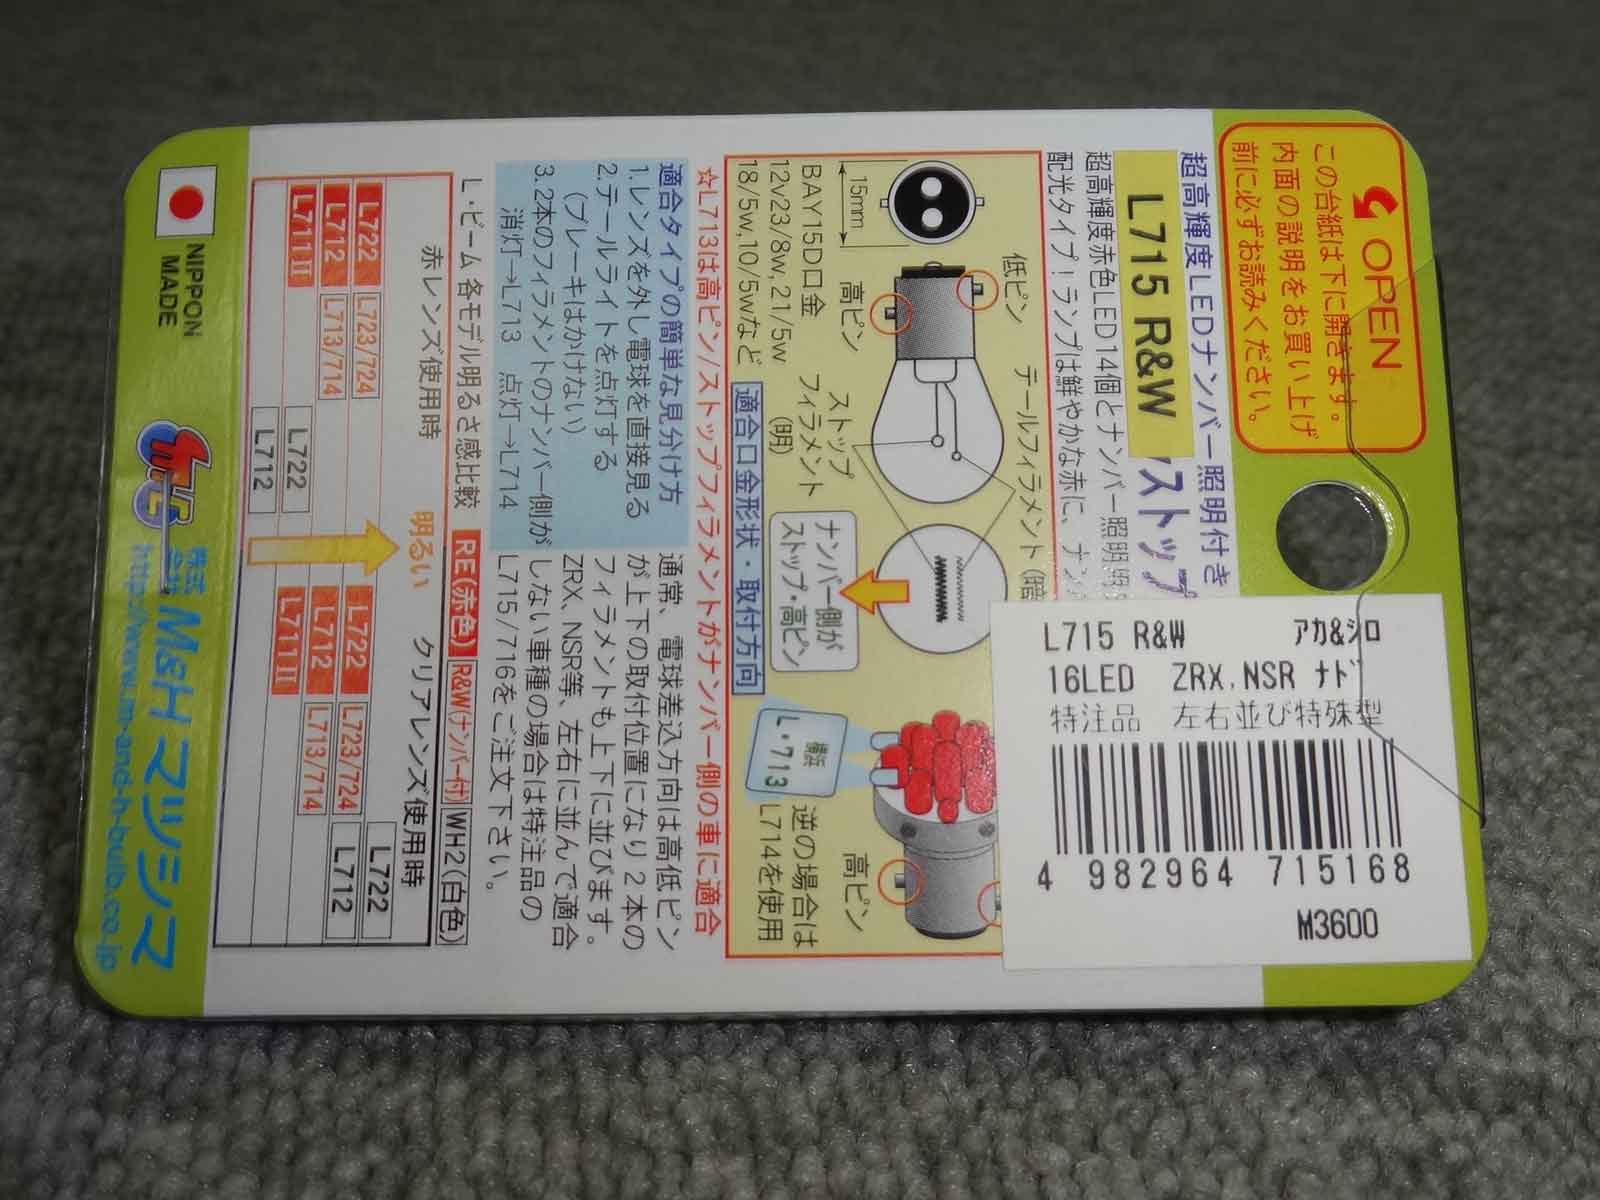 OPEN
この台紙は下に開きます。
内面の説明をお買い上げ
前に必ずお読みください。
超高輝度LEDナンバー照明付き
L715 R&W
ストップ
超高輝度赤色LED14個とナンバー照明
配光タイプ!ランプは鮮やかな赤に、ナン
15mm
低ピン
高ピン
BAY15D口金
12v23/8w,21/5w
18/5w,10/5wなど
テールフィラメント(暗
ストップ
フィラメント
(明)
適合口金形状・取付方向
ナンバー側が
ストップ・高ピン
横浜
L・713
高ピン
逆の場合は
L714を使用
☆L713は高ピン/ストップフィラメントがナンバー側の車に適合
適合タイプの簡単な見分け方
1.レンズを外し電球を直接見る
2.テールライトを点灯する
(ブレーキはかけない)
3.2本のフィラメントのナンバー側が
消灯→L713 点灯→L714
通常、電球差込方向は高低ピン
が上下の取付位置になり2本の
フィラメントも上下に並びます。
ZRX、NSR等、左右に並んで適合
しない車種の場合は特注品の
L715/716をご注文下さい。
L・ビーム 各モデル明るさ感比較
RE(赤色) R&W(ナンバー付) WH2(白色)
赤レンズ使用時
明るい
クリアレンズ使用時
L722 L723/724
L712 L713/714
L711Ⅱ
L722
L712
L722 L723/724 L722
L712 L713/714 L712
L711Ⅱ
NIPPON
MADE
株式会社 M&Hマツシマ
http://www.m-and-h-bulb.co.jp
L715 R&W アカ&シロ
16LED ZRX,NSR ナド
特注品 左右並び特殊型
4 982964 715168
M3600